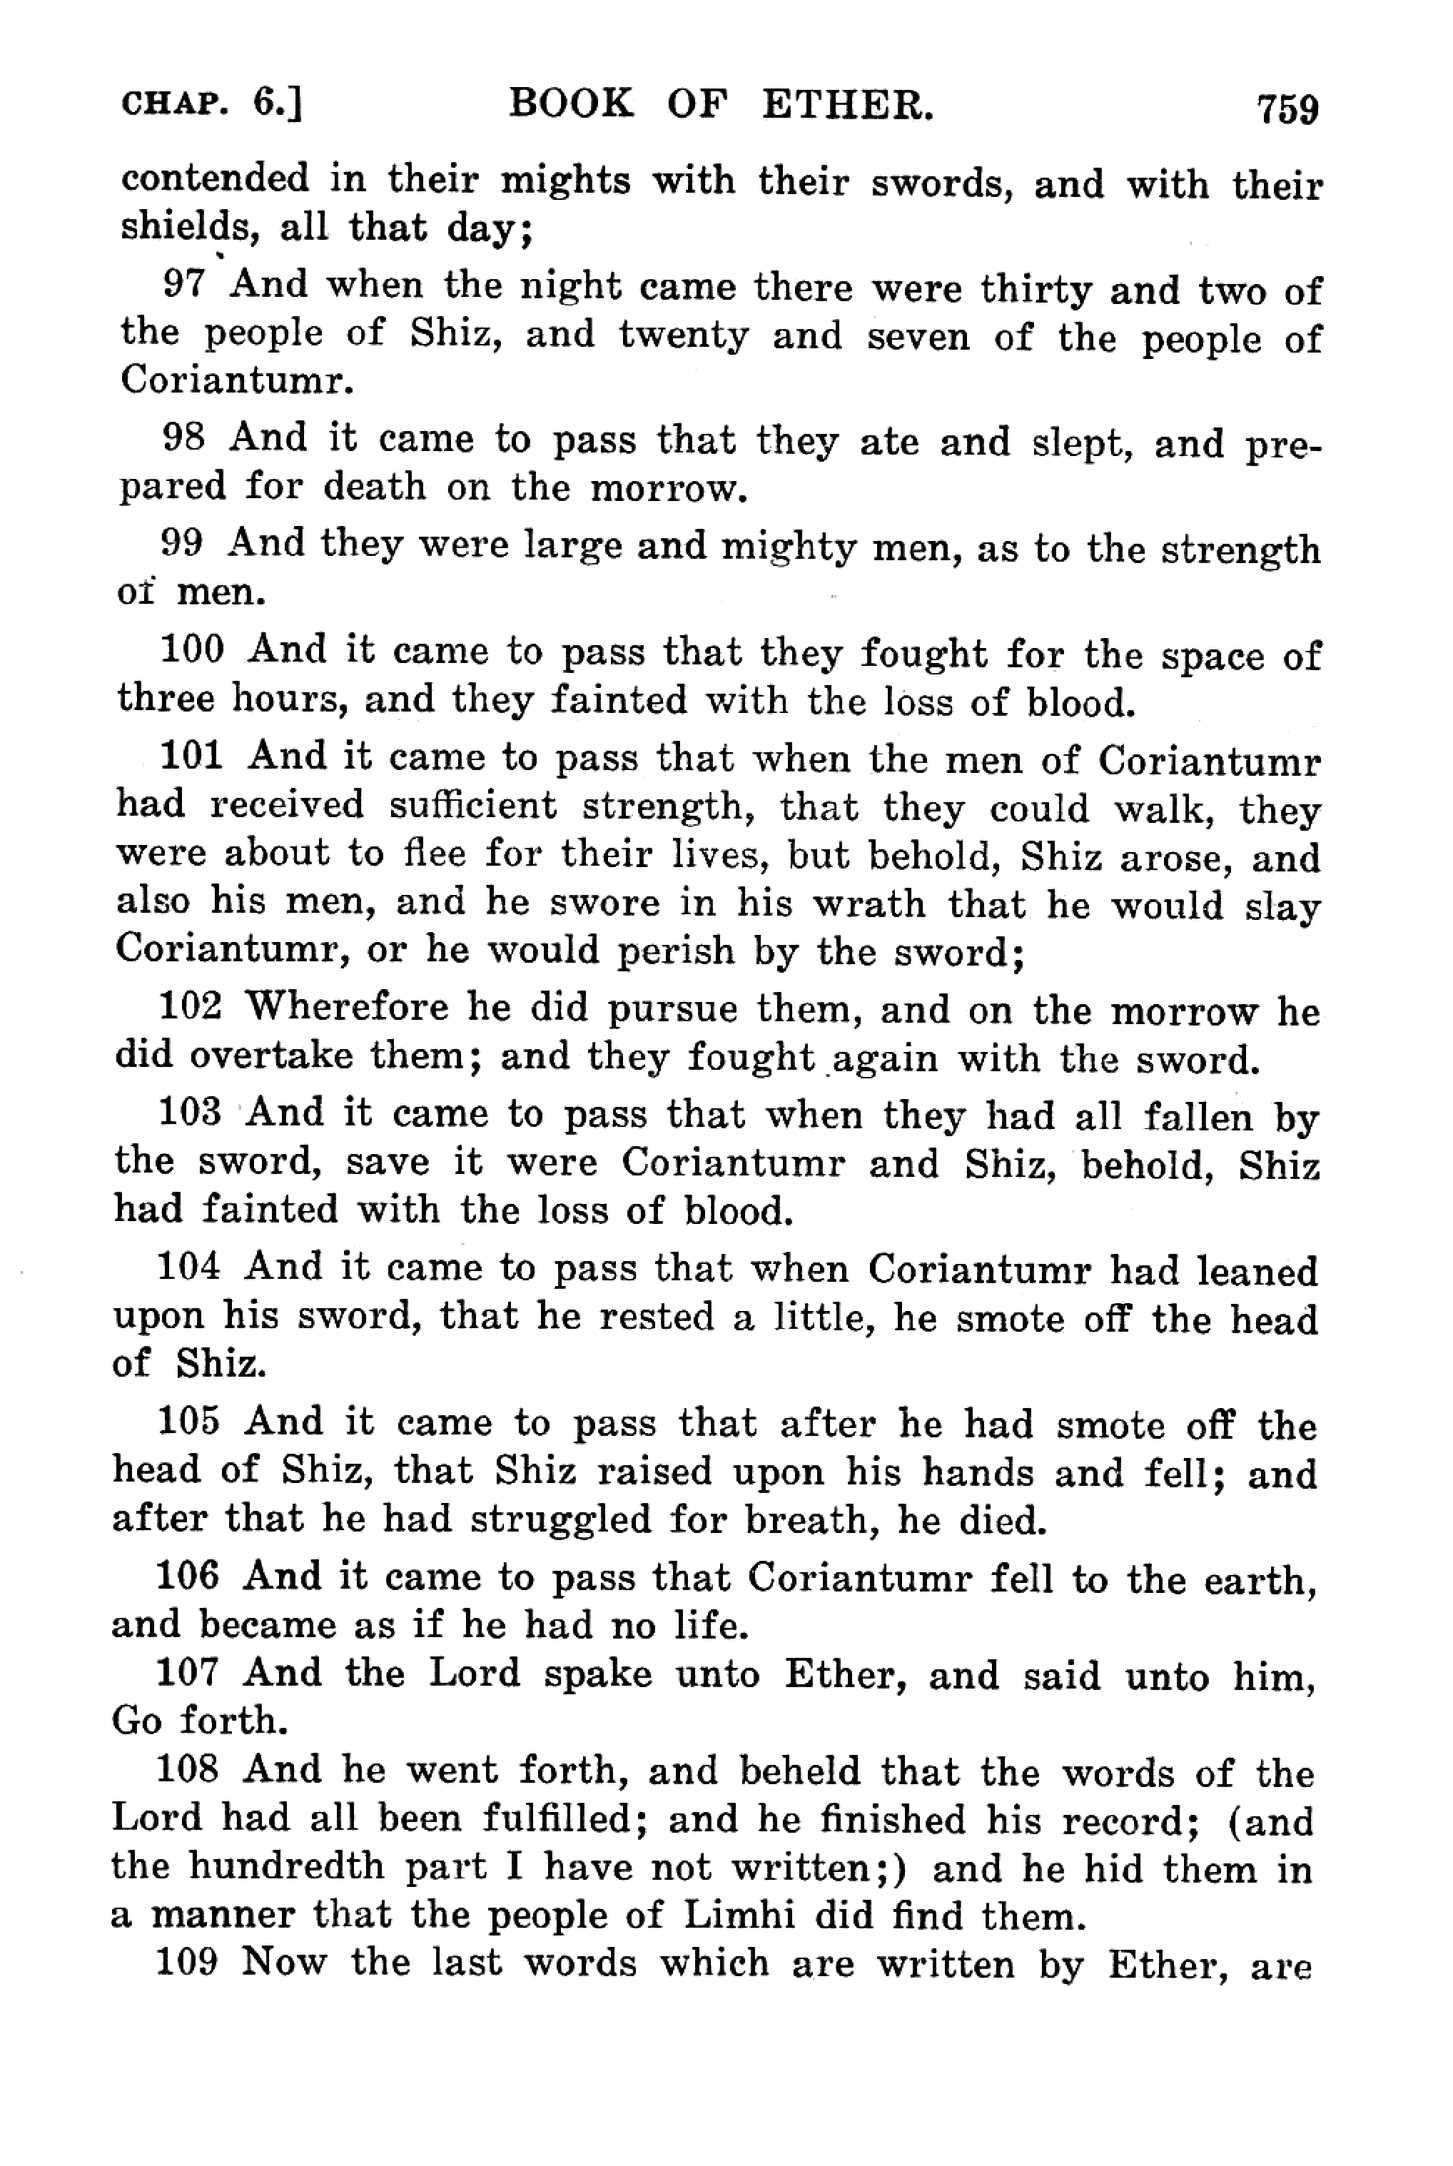 CHAP. 6.] BOOK OF ETHER. 759
contended in their mights with their swords, and with their
shields, all that day;
97 And when the night came there were thirty and two of
the people of Shiz, and twenty and seven of the people of
Coriantumr.
98 And it came to pass that they ate and slept, and pre-
pared for death on the morrow.
99 And they were large and mighty men, as to the strength
of men.
100 And it came to pass that they fought for the space of
three hours, and they fainted with the loss of blood.
101 And it came to pass that when the men of Coriantumr
had received sufficient strength, that they could walk, they
were about to flee for their lives, but behold, Shiz arose, and
also his men, and he swore in his wrath that he would slay
Coriantumr, or he would perish by the sword;
102 Wherefore he did pursue them, and on the morrow he
did overtake them; and they fought again with the sword.
103 And it came to pass that when they had all fallen by
the sword, save it were Coriantumr and Shiz, behold, Shiz
had fainted with the loss of blood.
104 And it came to pass that when Coriantumr had leaned
upon his sword, that he rested a little, he smote off the head
of Shiz.
105 And it came to pass that after he had smote off the
head of Shiz, that Shiz raised upon his hands and fell; and
after that he had struggled for breath, he died.
106 And it came to pass that Coriantumr fell to the earth,
and became as if he had no life.
107 And the Lord spake unto Ether, and said unto him,
Go forth.
108 And he went forth, and beheld that the words of the
Lord had all been fulfilled; and he finished his record; (and
the hundredth part I have not written;) and he hid them in
a manner that the people of Limhi did find them.
109 Now the last words which are written by Ether, are